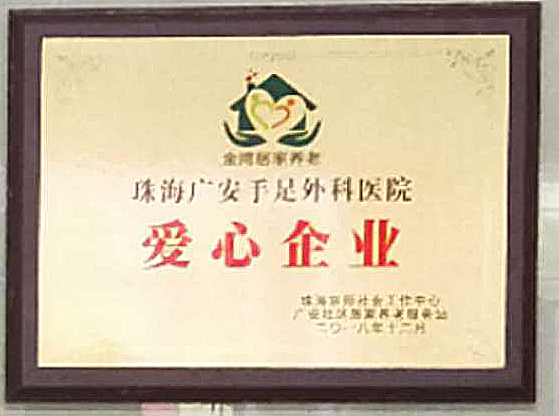 金湾居家养老
珠海广安手足外科医院
爱心企业
珠海京师社会工作中心
广安社区居家养老服务站
二〇一八年十二月